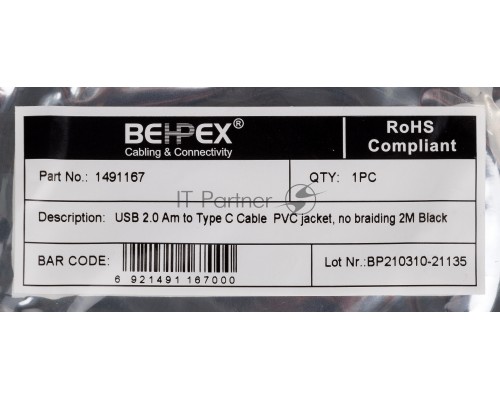 BEHPEX®
Cabling & Connectivity
RoHS
Compliant
Part No.: 1491167
QTY: 1PC
IT Partner
Description: USB 2.0 Am to Type C Cable PVC jacket, no braiding 2M Black
BAR CODE:
6 921491 167000
Lot Nr.:BP210310-21135